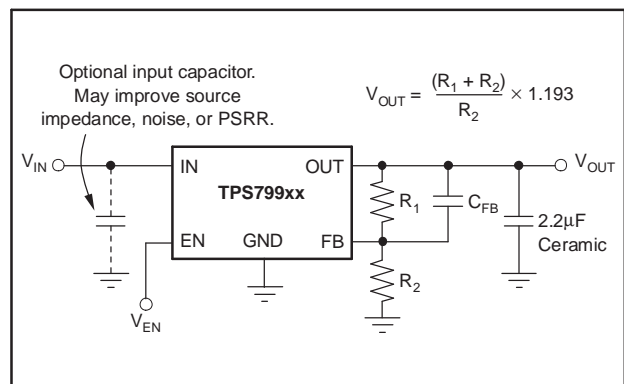 Optional input capacitor.
May improve source
impedance, noise, or PSRR.
V_OUT = (R_1 + R_2) / R_2 × 1.193
V_IN
IN
OUT
V_OUT
TPS799xx
R_1
C_FB
2.2µF
Ceramic
EN
GND
FB
R_2
V_EN